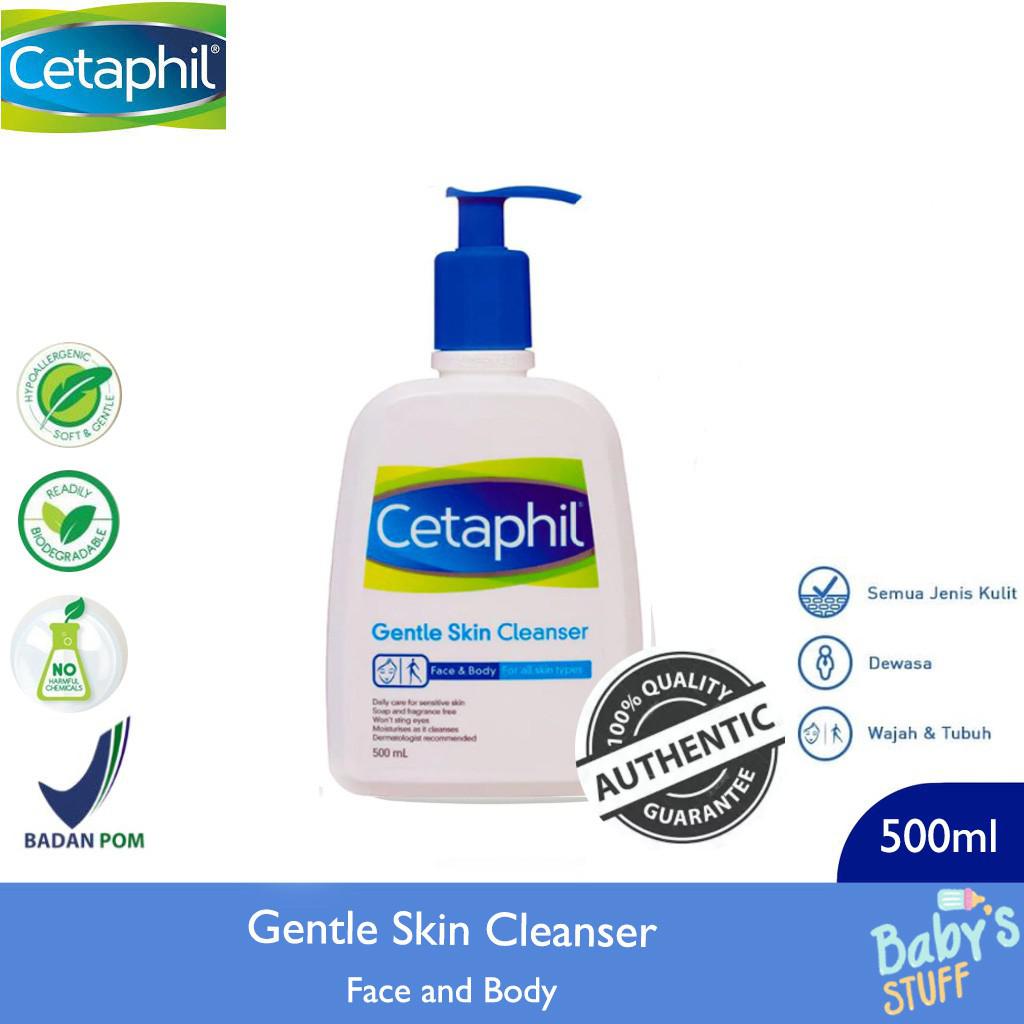 Cetaphil®
HYPOALLERGENIC
SOFT & GENTLE
READILY
BIODEGRADABLE
NO
HARMFUL
CHEMICALS
BADAN POM
Cetaphil®
Gentle Skin Cleanser
Face & Body For all skin types
Daily care for sensitive skin
Soap and fragrance free
Won't sting eyes
Moisturises as it cleanses
Dermatologist recommended
500 mL
100% QUALITY
AUTHENTIC
GUARANTEE
Semua Jenis Kulit
Dewasa
Wajah & Tubuh
500ml
Gentle Skin Cleanser
Face and Body
Baby's
STUFF